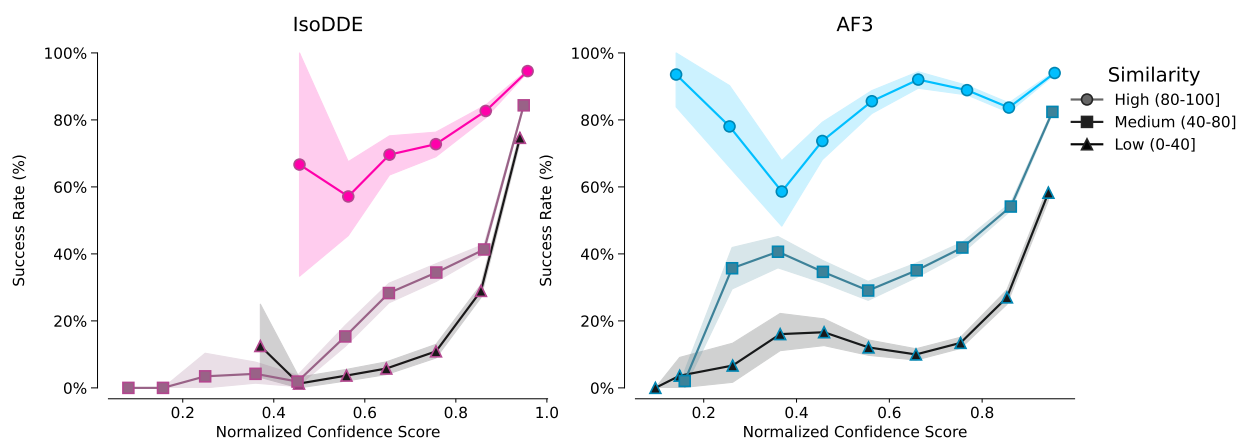 IsoDDE
100%
80%
60%
40%
20%
0%
Success Rate (%)
0.2
0.4
0.6
0.8
1.0
Normalized Confidence Score
AF3
100%
80%
60%
40%
20%
0%
Success Rate (%)
0.2
0.4
0.6
0.8
Normalized Confidence Score
Similarity
High (80-100]
Medium (40-80]
Low (0-40]